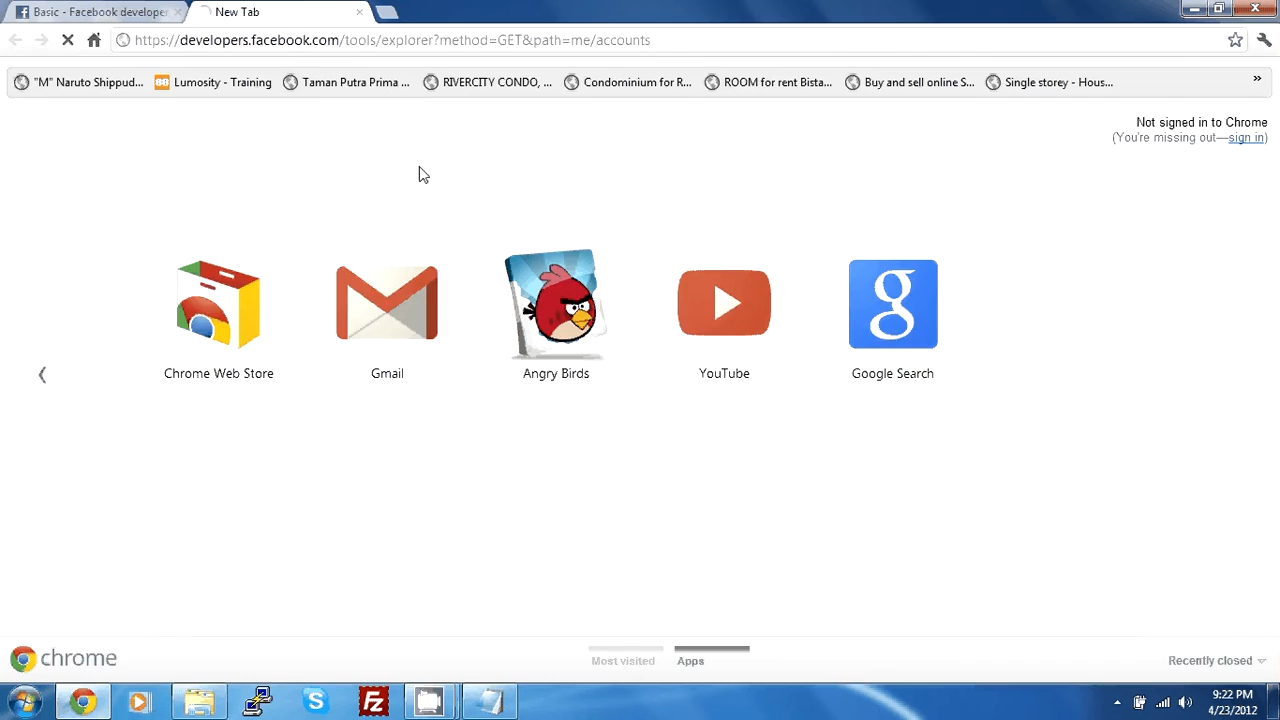 Basic - Facebook developer
New Tab
https://developers.facebook.com/tools/explorer?method=GET&path=me/accounts
"M" Naruto Shippud...
Lumosity - Training
Taman Putra Prima ...
RIVERCITY CONDO, ...
Condominium for R...
ROOM for rent Bista...
Buy and sell online S...
Single storey - Hous...
Not signed in to Chrome
(You're missing out—sign in)
Chrome Web Store
Gmail
Angry Birds
YouTube
Google Search
chrome
Most visited
Apps
Recently closed
9:22 PM
4/23/2012